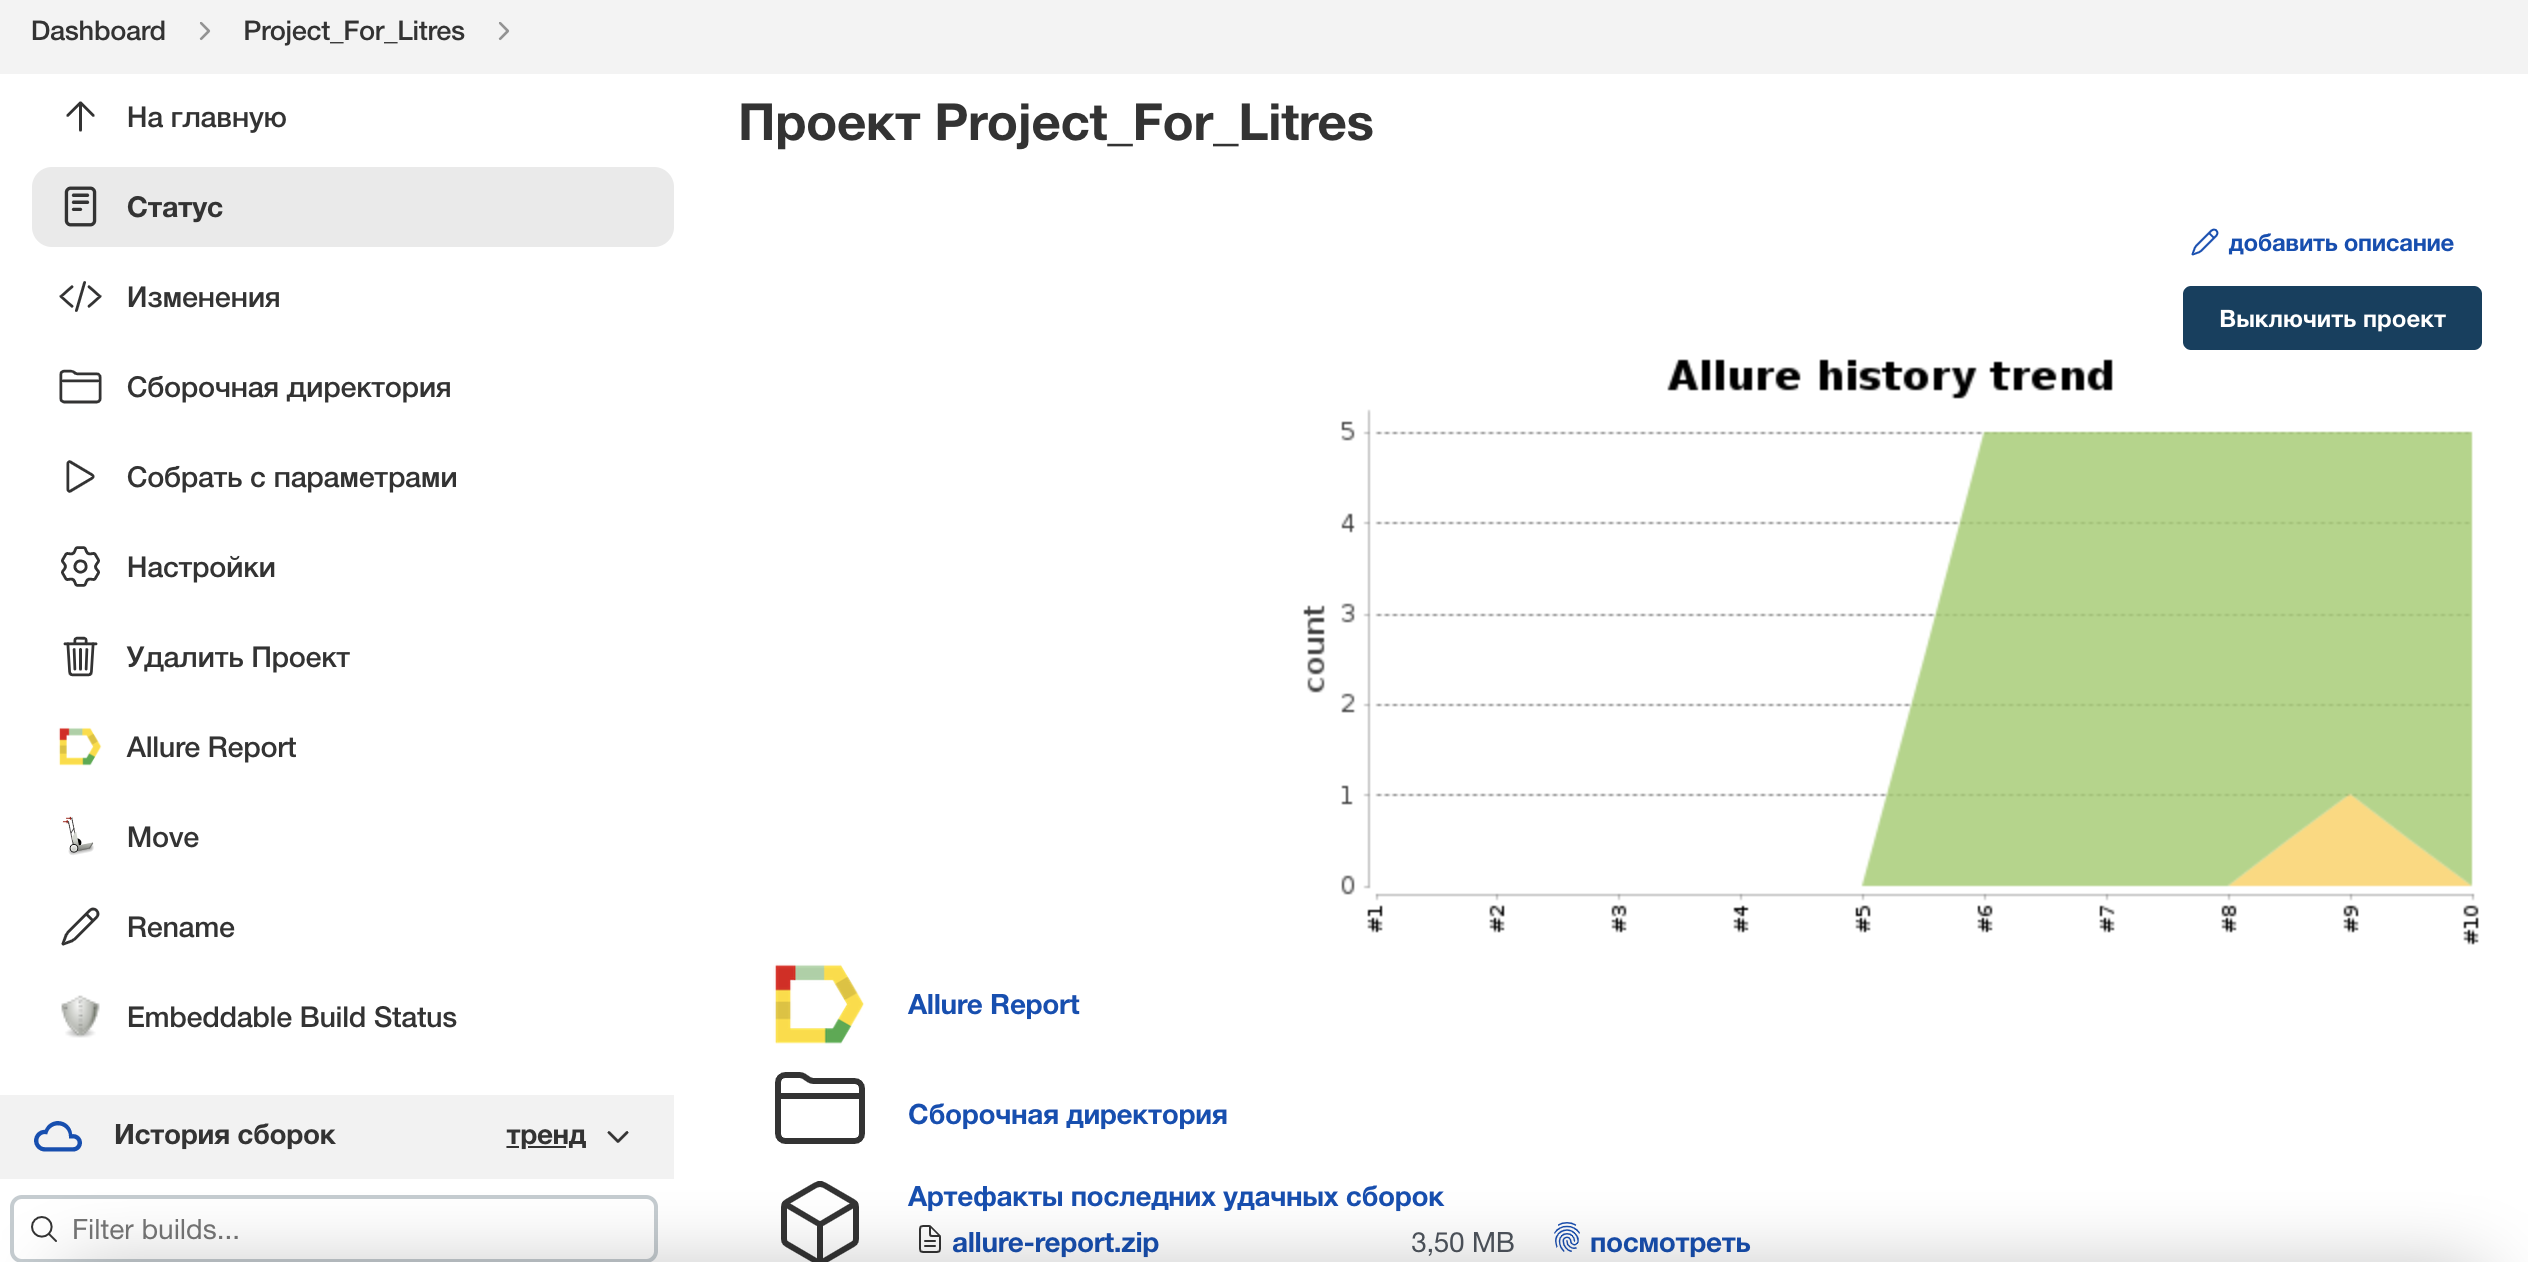 Dashboard
Project_For_Litres
На главную
Статус
Изменения
Сборочная директория
Собрать с параметрами
Настройки
Удалить Проект
Allure Report
Move
Rename
Embeddable Build Status
История сборок
тренд
Filter builds...
Проект Project_For_Litres
добавить описание
Выключить проект
Allure history trend
count
5
4
3
2
1
0
#1
#2
#3
#4
#5
#6
#7
#8
#9
#10
Allure Report
Сборочная директория
Артефакты последних удачных сборок
allure-report.zip 3,50 MB посмотреть